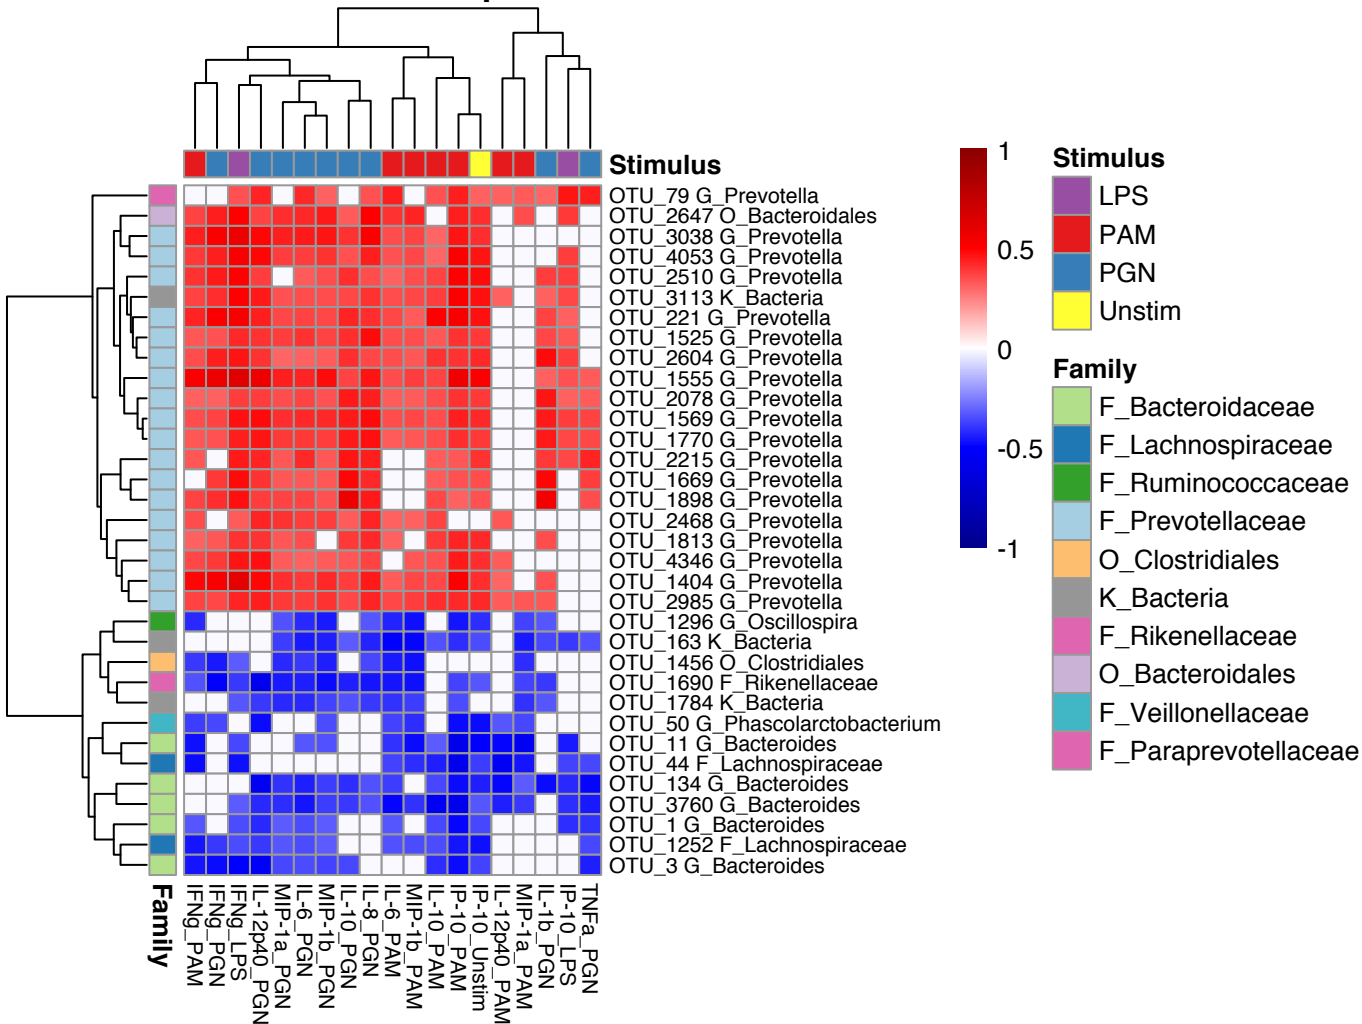 Stimulus
OTU_79 G_Prevotella
OTU_2647 O_Bacteroidales
OTU_3038 G_Prevotella
OTU_4053 G_Prevotella
OTU_2510 G_Prevotella
OTU_3113 K_Bacteria
OTU_221 G_Prevotella
OTU_1525 G_Prevotella
OTU_2604 G_Prevotella
OTU_1555 G_Prevotella
OTU_2078 G_Prevotella
OTU_1569 G_Prevotella
OTU_1770 G_Prevotella
OTU_2215 G_Prevotella
OTU_1669 G_Prevotella
OTU_1898 G_Prevotella
OTU_2468 G_Prevotella
OTU_1813 G_Prevotella
OTU_4346 G_Prevotella
OTU_1404 G_Prevotella
OTU_2985 G_Prevotella
OTU_1296 G_Oscillospira
OTU_163 K_Bacteria
OTU_1456 O_Clostridiales
OTU_1690 F_Rikenellaceae
OTU_1784 K_Bacteria
OTU_50 G_Phascolarctobacterium
OTU_11 G_Bacteroides
OTU_44 F_Lachnospiraceae
OTU_134 G_Bacteroides
OTU_3760 G_Bacteroides
OTU_1 G_Bacteroides
OTU_1252 F_Lachnospiraceae
OTU_3 G_Bacteroides
Family
IFNg_PAM
IFNg_PGN
IFNg_LPS
IL-12p40_PGN
MIP-1a_PGN
IL-6_PGN
MIP-1b_PGN
IL-10_PGN
IL-8_PGN
IL-6_PAM
MIP-1b_PAM
IL-10_PAM
IP-10_PAM
IP-10_Unstim
IL-12p40_PAM
MIP-1a_PAM
IL-1b_PGN
IP-10_LPS
TNFa_PGN
1
0.5
0
-0.5
-1
Stimulus
LPS
PAM
PGN
Unstim
Family
F_Bacteroidaceae
F_Lachnospiraceae
F_Ruminococcaceae
F_Prevotellaceae
O_Clostridiales
K_Bacteria
F_Rikenellaceae
O_Bacteroidales
F_Veillonellaceae
F_Paraprevotellaceae